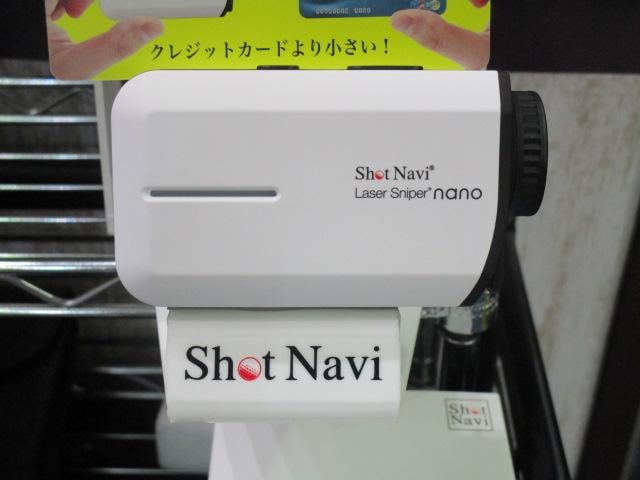 クレジットカードより小さい！
Shot Navi®
Laser Sniper® nano
Shot Navi
Shot
Navi